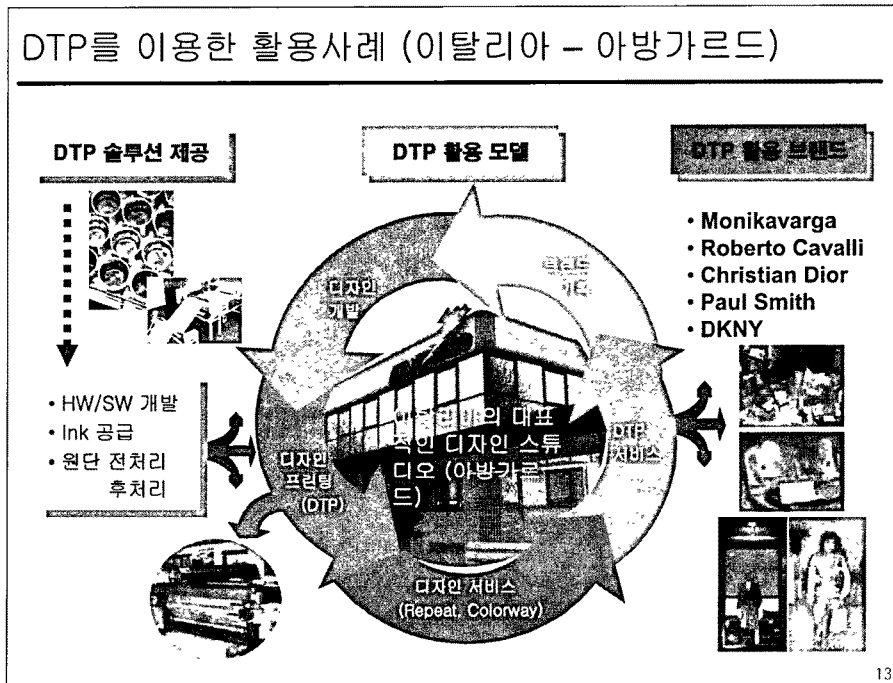 DTP를 이용한 활용사례 (이탈리아 – 아방가르드)
DTP 솔루션 제공
• HW/SW 개발
• Ink 공급
• 원단 전처리
후처리
DTP 활용 모델
디자인
개발
이탈리아의 대표
적인 디자인 스튜
디오 (아방가르
드)
디자인
프린팅
(DTP)
DTP
서비스
디자인 서비스
(Repeat, Colorway)
DTP 활용 브랜드
• Monikavarga
• Roberto Cavalli
• Christian Dior
• Paul Smith
• DKNY
13